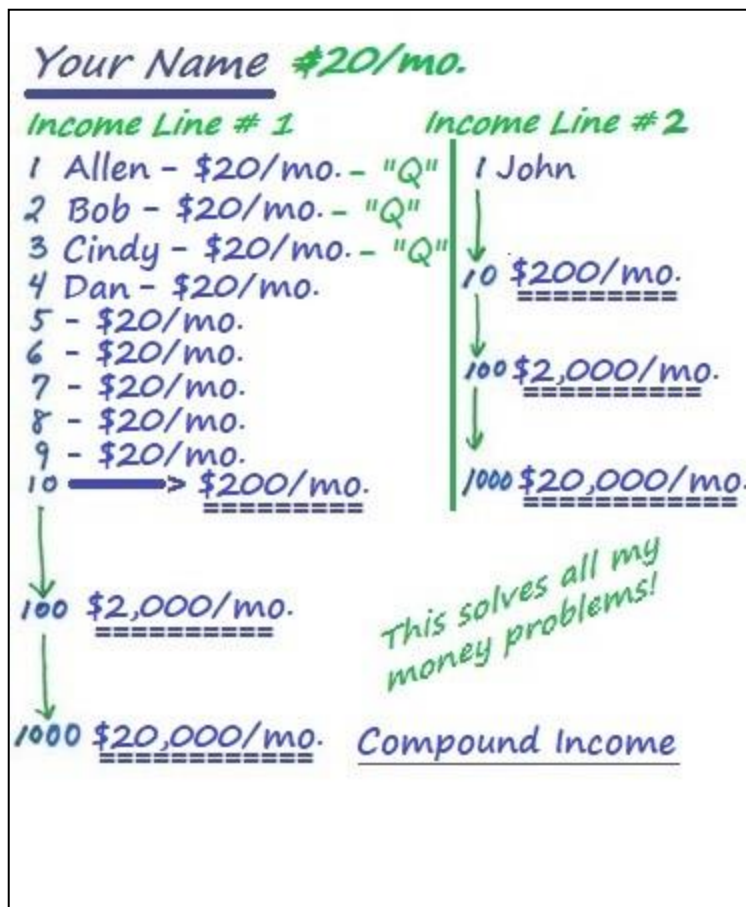 Your Name $20/mo.
Income Line # 1
1 Allen - $20/mo. - "Q"
2 Bob - $20/mo. - "Q"
3 Cindy - $20/mo. - "Q"
4 Dan - $20/mo.
5 - $20/mo.
6 - $20/mo.
7 - $20/mo.
8 - $20/mo.
9 - $20/mo.
10 $200/mo.
100 $2,000/mo.
1000 $20,000/mo.
Income Line # 2
1 John
10 $200/mo.
100 $2,000/mo.
1000 $20,000/mo.
This solves all my
money problems!
Compound Income